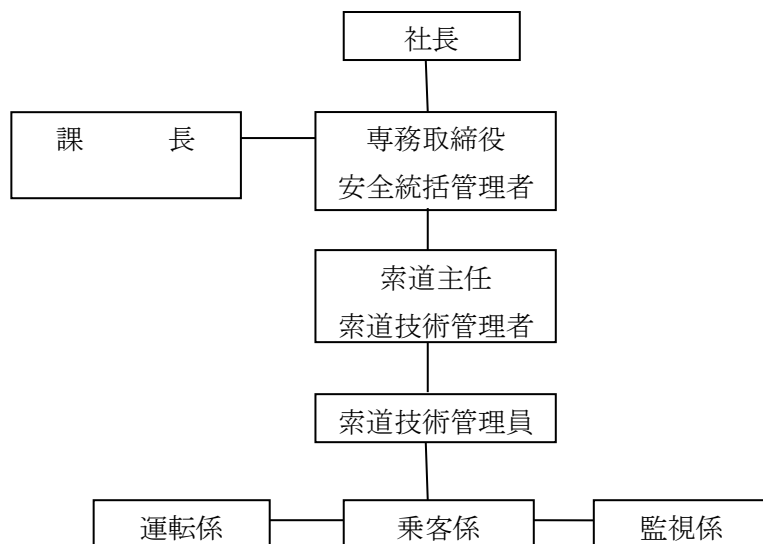 社長
課　　　長
専務取締役
安全統括管理者
索道主任
索道技術管理者
索道技術管理員
運転係
乗客係
監視係